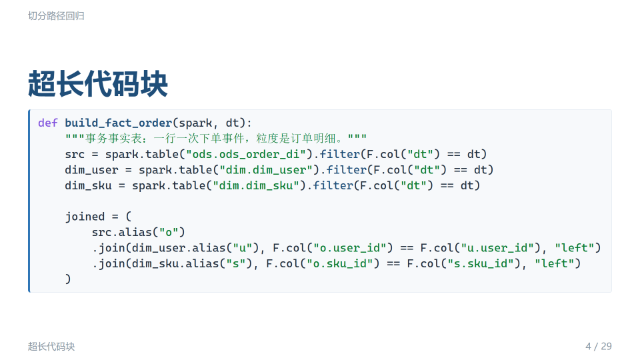 切分路径回归
超长代码块
def build_fact_order(spark, dt):
    """事务事实表：一行一次下单事件，粒度是订单明细。"""
    src = spark.table("ods.ods_order_di").filter(F.col("dt") == dt)
    dim_user = spark.table("dim.dim_user").filter(F.col("dt") == dt)
    dim_sku = spark.table("dim.dim_sku").filter(F.col("dt") == dt)

    joined = (
        src.alias("o")
        .join(dim_user.alias("u"), F.col("o.user_id") == F.col("u.user_id"), "left")
        .join(dim_sku.alias("s"), F.col("o.sku_id") == F.col("s.sku_id"), "left")
    )
超长代码块
4 / 29